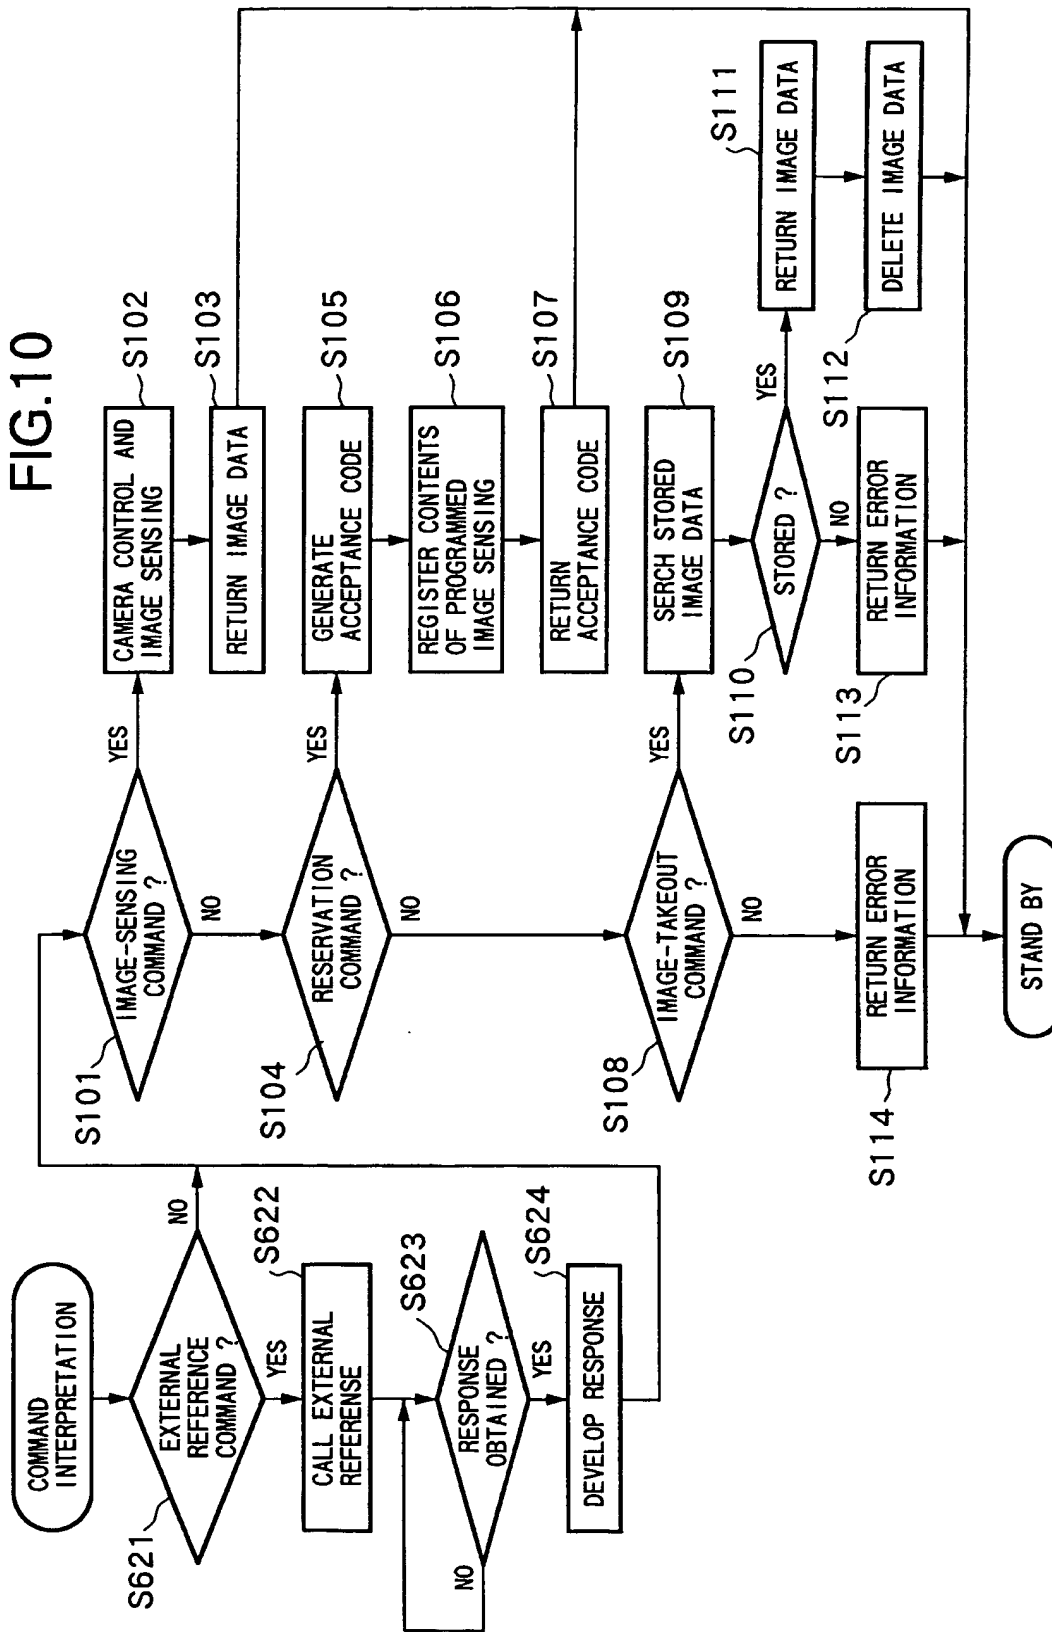 FIG.10
COMMAND
INTERPRETATION
EXTERNAL
REFERENCE
COMMAND ?
S621
NO
YES
CALL EXTERNAL
REFERENSE
S622
RESPONSE
OBTAINED ?
S623
NO
YES
DEVELOP RESPONSE
S624
IMAGE-SENSING
COMMAND ?
S101
YES
NO
CAMERA CONTROL AND
IMAGE SENSING
S102
RETURN IMAGE DATA
S103
RESERVATION
COMMAND ?
S104
YES
NO
GENERATE
ACCEPTANCE CODE
S105
REGISTER CONTENTS
OF PROGRAMMED
IMAGE SENSING
S106
RETURN
ACCEPTANCE CODE
S107
IMAGE-TAKEOUT
COMMAND ?
S108
YES
NO
SERCH STORED
IMAGE DATA
S109
STORED ?
S110
YES
NO
RETURN IMAGE DATA
S111
DELETE IMAGE DATA
S112
RETURN ERROR
INFORMATION
S113
RETURN ERROR
INFORMATION
S114
STAND BY